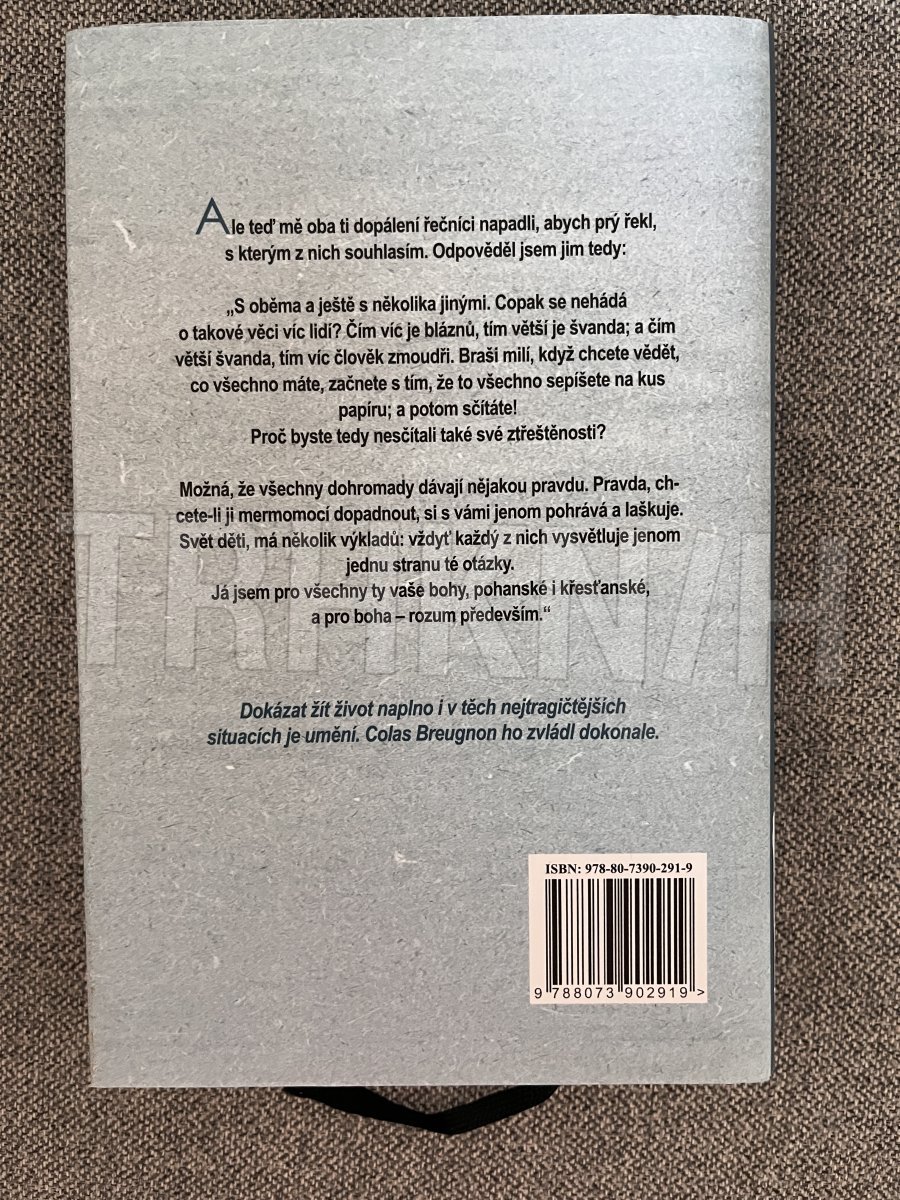 Ale teď mě oba ti dopálení řečníci napadli, abych prý řekl,
s kterým z nich souhlasím. Odpověděl jsem jim tedy:
„S oběma a ještě s několika jinými. Copak se nehádá
o takové věci víc lidí? Čím víc je bláznů, tím větší je švanda; a čím
větší švanda, tím víc člověk zmoudří. Braši milí, když chcete vědět,
co všechno máte, začnete s tím, že to všechno sepíšete na kus
papíru; a potom sčítáte!
Proč byste tedy nesčítali také své ztřeštěnosti?
Možná, že všechny dohromady dávají nějakou pravdu. Pravda, ch-
cete-li ji mermomocí dopadnout, si s vámi jenom pohrává a laškuje.
Svět děti, má několik výkladů: vždyť každý z nich vysvětluje jenom
jednu stranu té otázky.
Já jsem pro všechny ty vaše bohy, pohanské i křesťanské,
a pro boha – rozum především.“
Dokázat žít život naplno i v těch nejtragičtějších
situacích je umění. Colas Breugnon ho zvládl dokonale.
ISBN: 978-80-7390-291-9
9 788073 902919 >